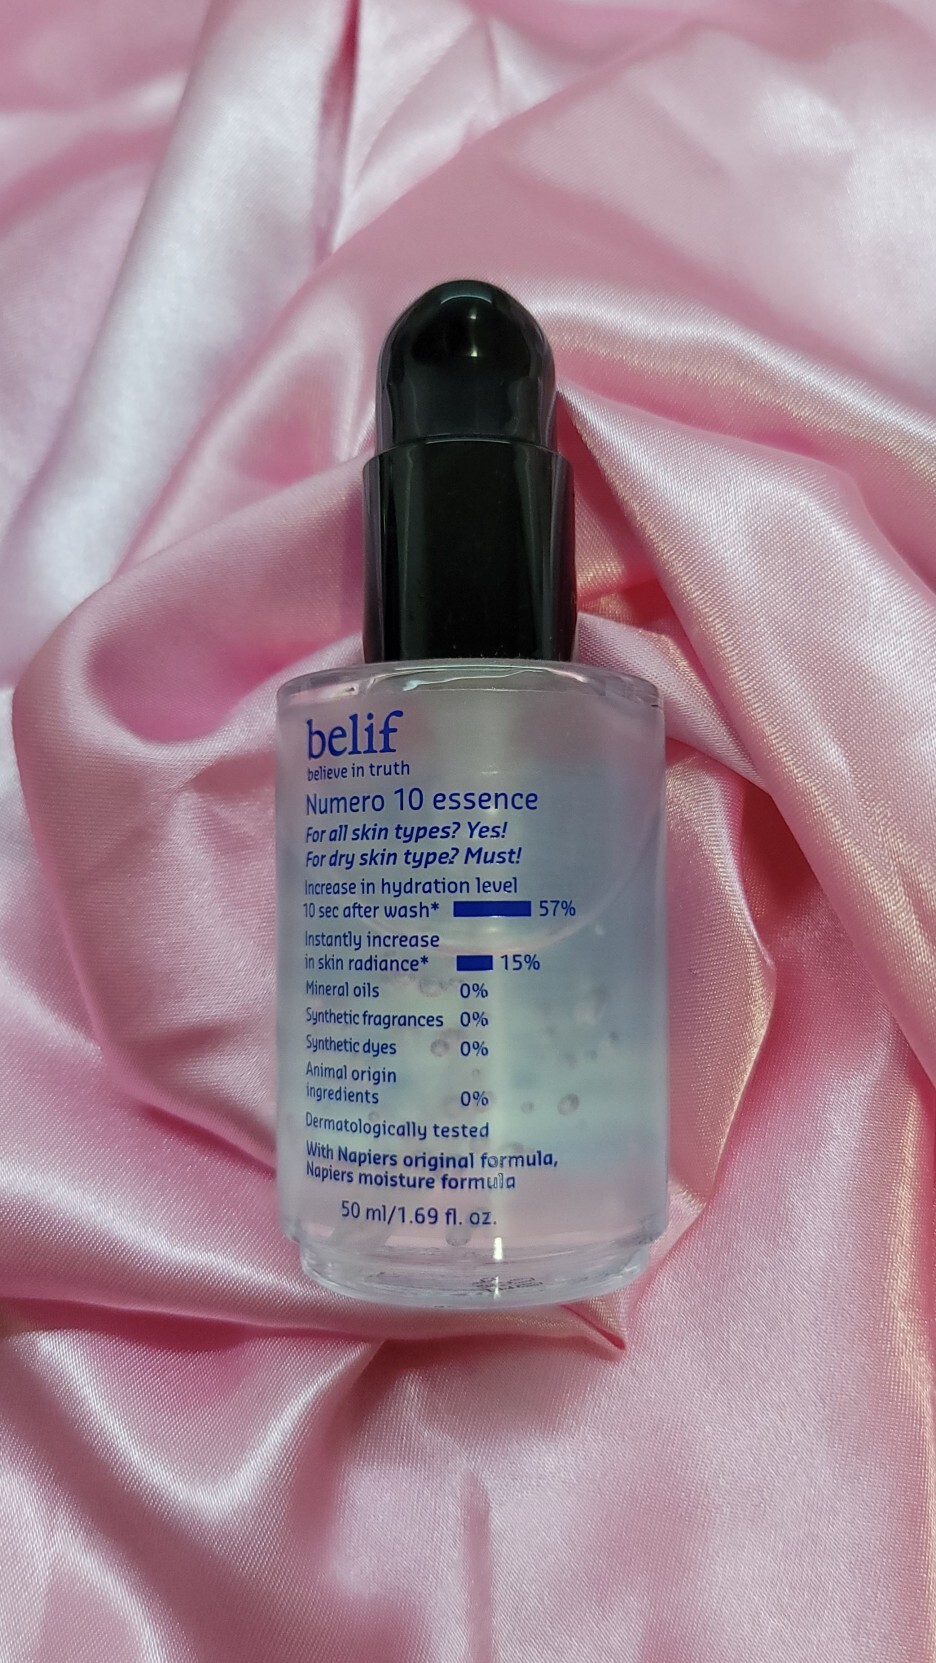 belif
believe in truth
Numero 10 essence
For all skin types? Yes!
For dry skin type? Must!
Increase in hydration level
10 sec after wash* 57%
Instantly increase
in skin radiance* 15%
Mineral oils 0%
Synthetic fragrances 0%
Synthetic dyes 0%
Animal origin
ingredients 0%
Dermatologically tested
With Napiers original formula,
Napiers moisture formula
50 ml/1.69 fl. oz.